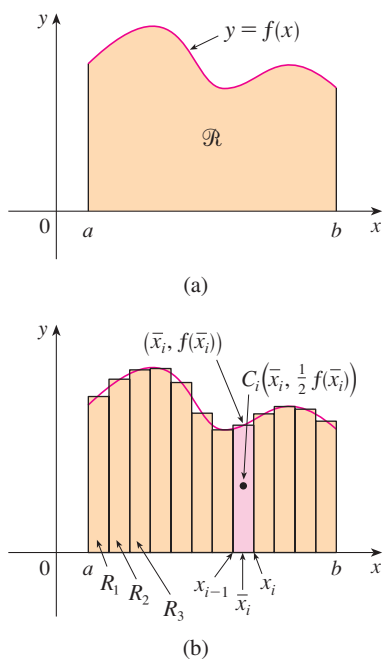 y
y = f(x)
ℛ
0 a b x
(a)
y
(x̄ᵢ, f(x̄ᵢ))
Cᵢ(x̄ᵢ, ½ f(x̄ᵢ))
0 a b x
R₁ R₂ R₃ xᵢ₋₁ x̄ᵢ xᵢ
(b)